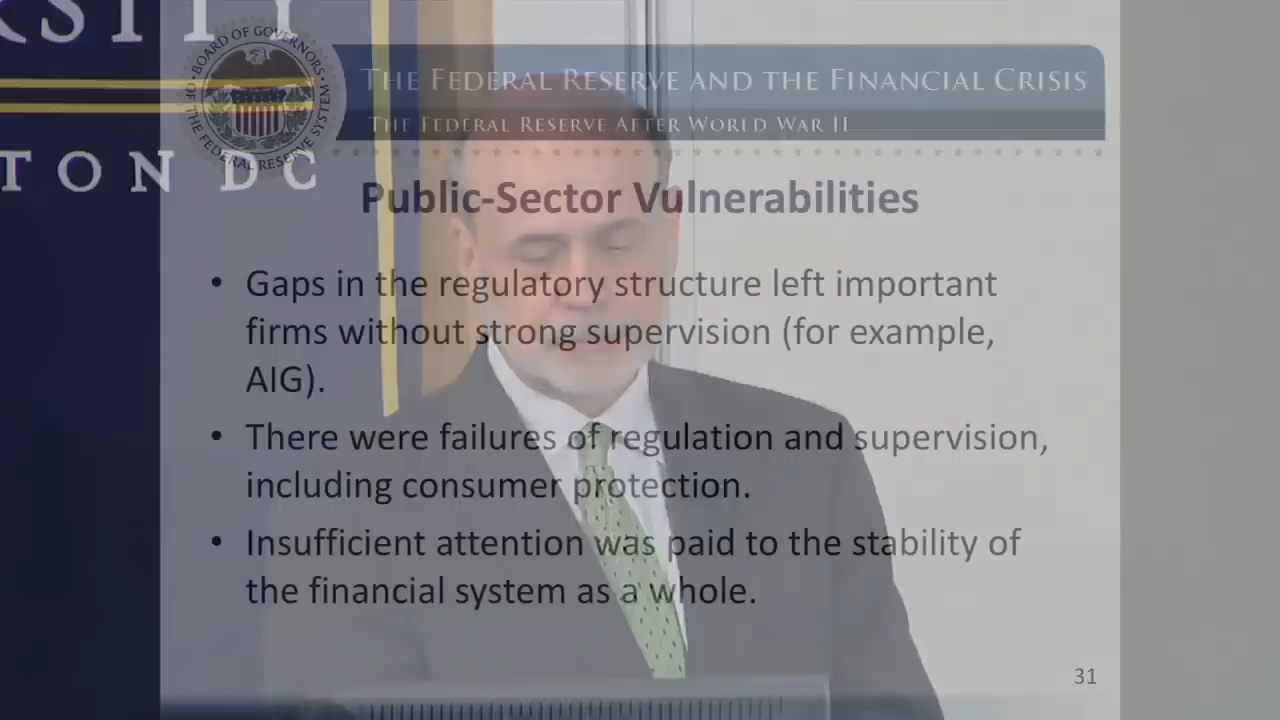 RSITY
TON DC
BOARD OF GOVERNORS
OF THE FEDERAL RESERVE SYSTEM
THE FEDERAL RESERVE AND THE FINANCIAL CRISIS
THE FEDERAL RESERVE AFTER WORLD WAR II
Public-Sector Vulnerabilities
• Gaps in the regulatory structure left important
firms without strong supervision (for example,
AIG).
• There were failures of regulation and supervision,
including consumer protection.
• Insufficient attention was paid to the stability of
the financial system as a whole.
31